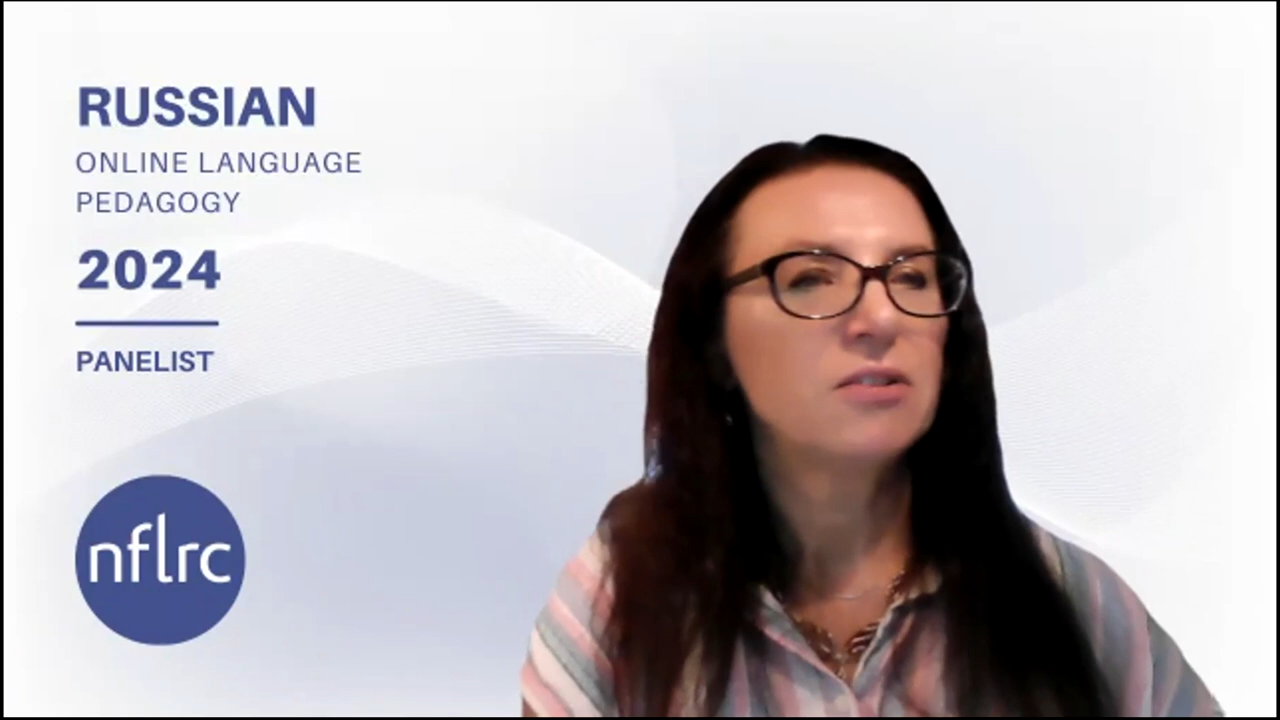 RUSSIAN
ONLINE LANGUAGE
PEDAGOGY
2024
PANELIST
nflrc